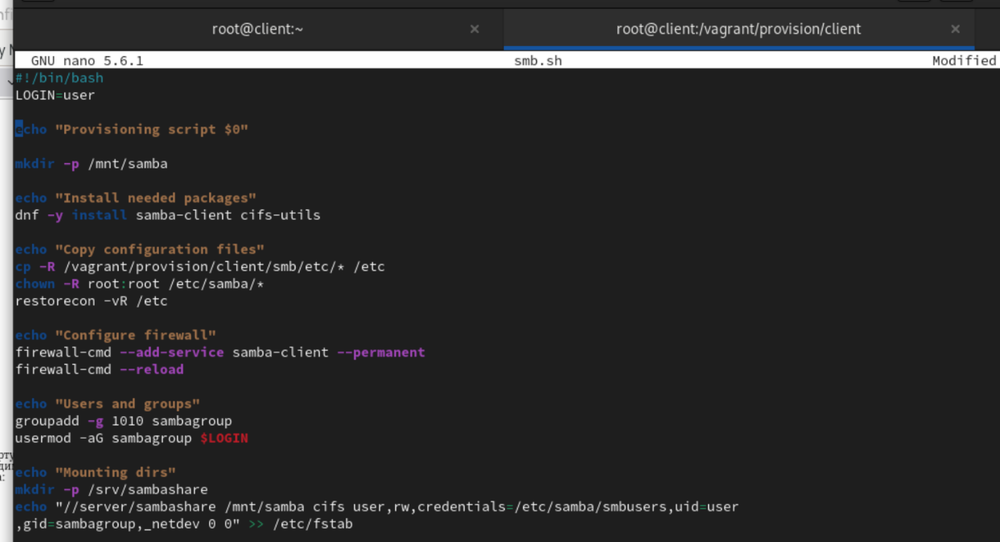 root@client:~ × root@client:/vagrant/provision/client ×
GNU nano 5.6.1 smb.sh Modified
#!/bin/bash
LOGIN=user
echo "Provisioning script $0"
mkdir -p /mnt/samba
echo "Install needed packages"
dnf -y install samba-client cifs-utils
echo "Copy configuration files"
cp -R /vagrant/provision/client/smb/etc/* /etc
chown -R root:root /etc/samba/*
restorecon -vR /etc
echo "Configure firewall"
firewall-cmd --add-service samba-client --permanent
firewall-cmd --reload
echo "Users and groups"
groupadd -g 1010 sambagroup
usermod -aG sambagroup $LOGIN
echo "Mounting dirs"
mkdir -p /srv/sambashare
echo "//server/sambashare /mnt/samba cifs user,rw,credentials=/etc/samba/smbusers,uid=user
,gid=sambagroup,_netdev 0 0" >> /etc/fstab